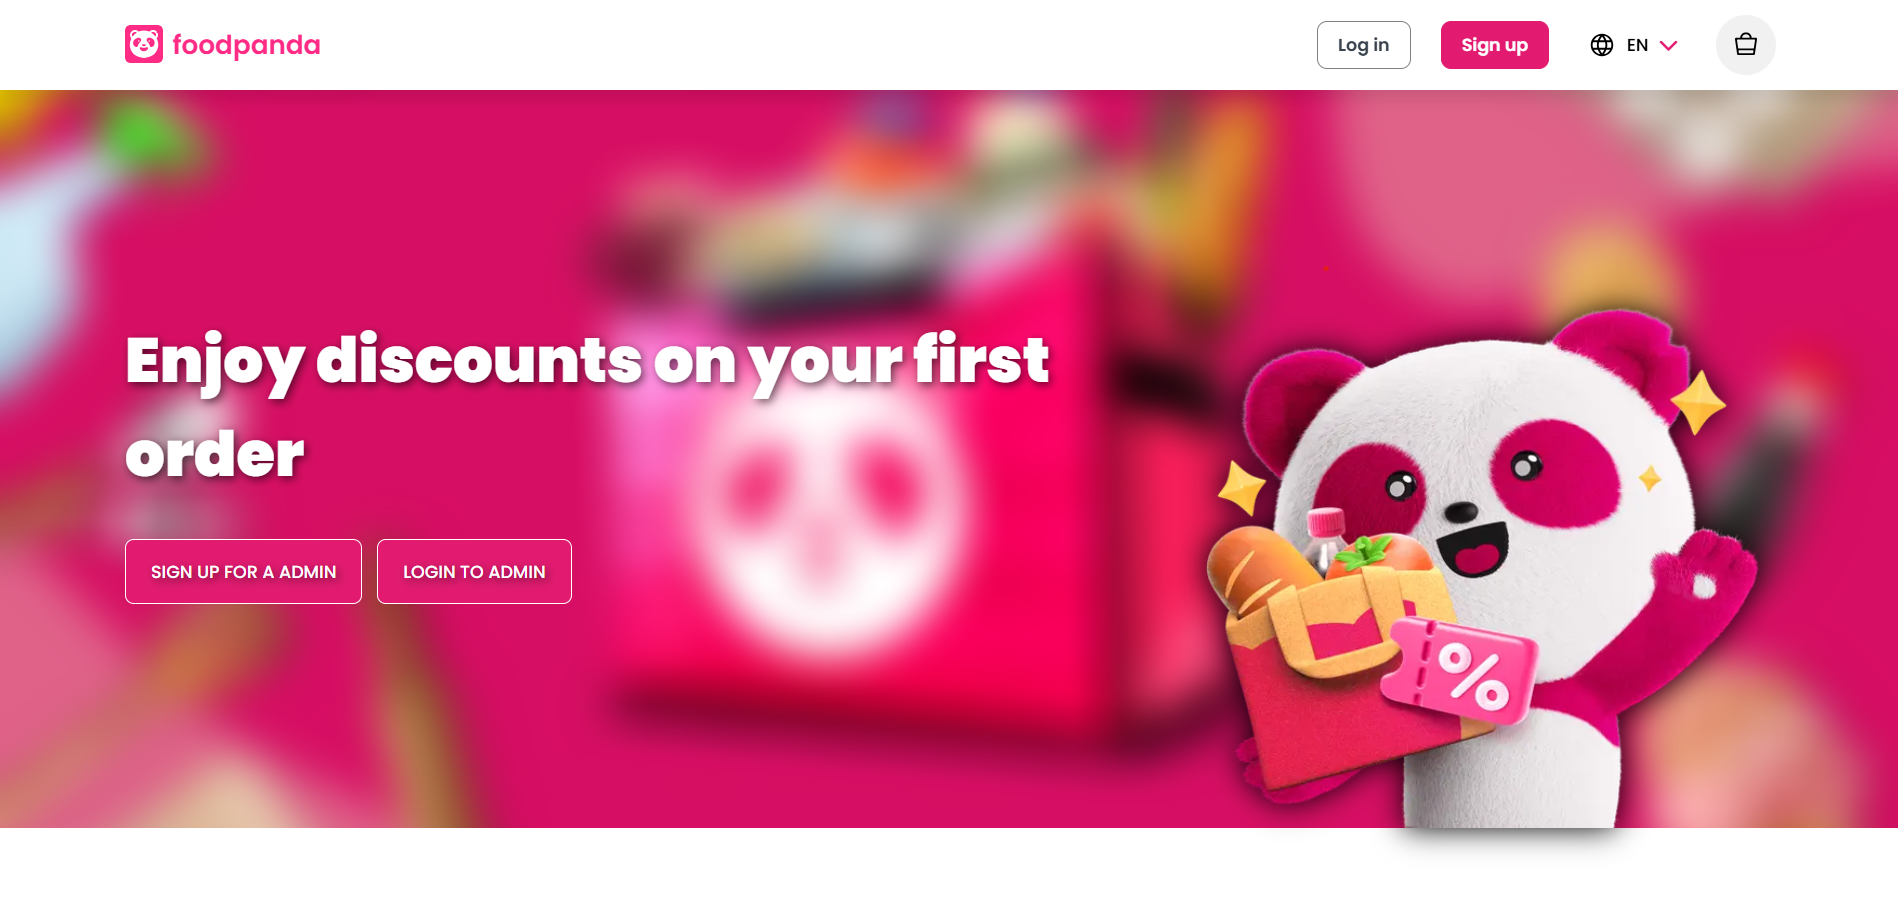 foodpanda
Log in
Sign up
EN
Enjoy discounts on your first
order
SIGN UP FOR A ADMIN
LOGIN TO ADMIN
%